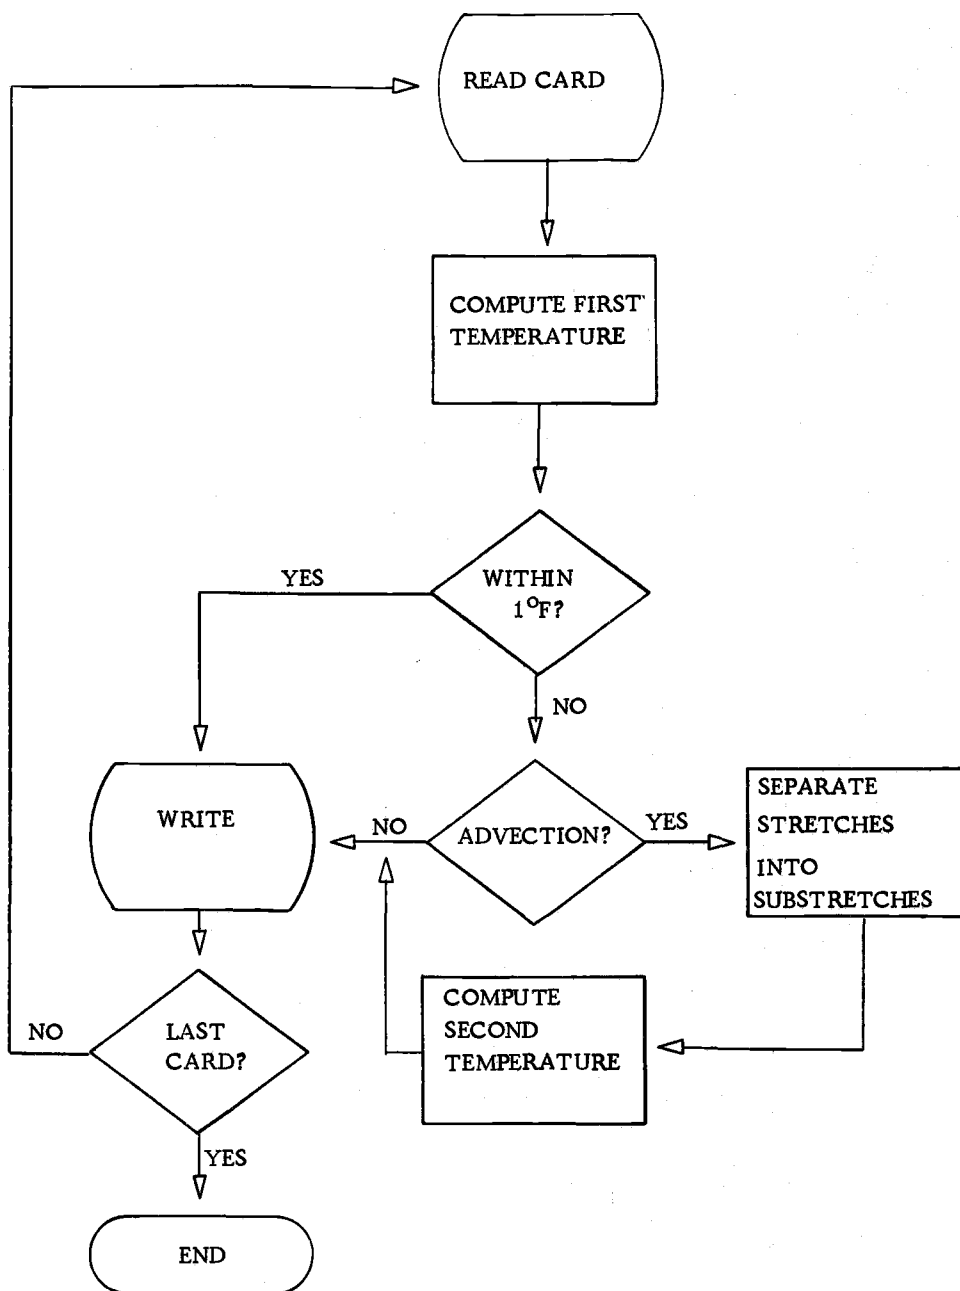 READ CARD
COMPUTE FIRST
TEMPERATURE
YES
WITHIN
1°F?
NO
WRITE
NO
ADVECTION?
YES
SEPARATE
STRETCHES
INTO
SUBSTRETCHES
COMPUTE
SECOND
TEMPERATURE
NO
LAST
CARD?
YES
END